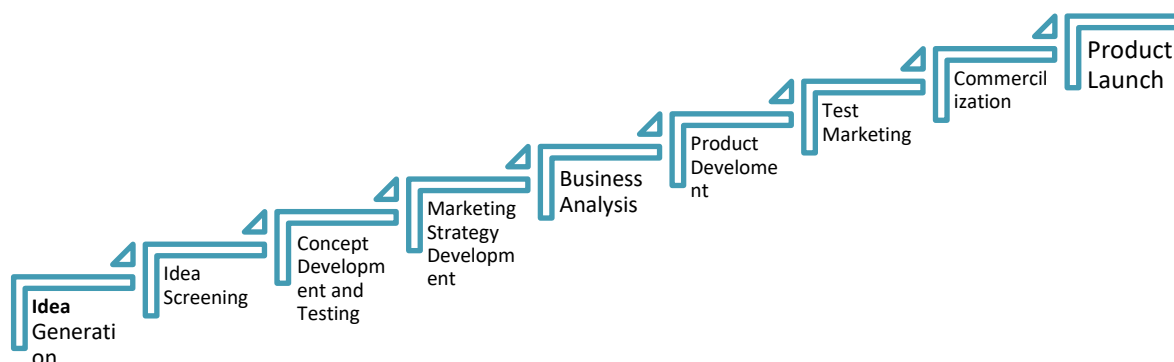 Idea
Generati
on
Idea
Screening
Concept
Developm
ent and
Testing
Marketing
Strategy
Developm
ent
Business
Analysis
Product
Develome
nt
Test
Marketing
Commercil
ization
Product
Launch